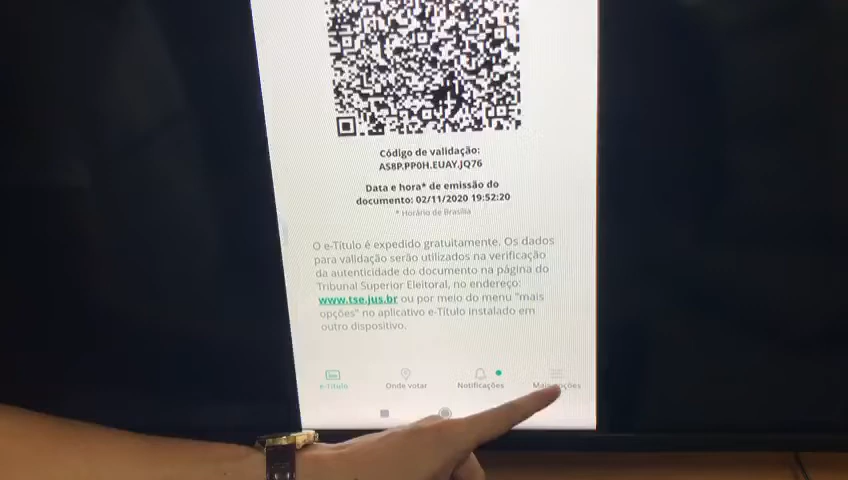 Código de validação:
AS8P.PP0H.EUAY.JQ76
Data e hora* de emissão do
documento: 02/11/2020 19:52:20
* Horário de Brasília
O e-Título é expedido gratuitamente. Os dados
para validação serão utilizados na verificação
da autenticidade do documento na página do
Tribunal Superior Eleitoral, no endereço:
www.tse.jus.br ou por meio do menu "mais
opções" no aplicativo e-Título instalado em
outro dispositivo.
e-Título Onde votar Notificações Mais opções